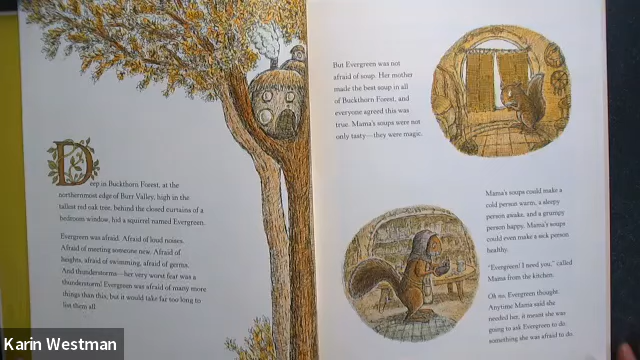 Deep in Buckthorn Forest, at the
northernmost edge of Burr Valley, high in the
tallest red oak tree, behind the closed curtains of a
bedroom window, hid a squirrel named Evergreen.
Evergreen was afraid. Afraid of loud noises.
Afraid of meeting someone new. Afraid of
heights, afraid of swimming, afraid of germs.
And thunderstorms—her very worst fear was a
thunderstorm! Evergreen was afraid of many more
things than this; but it would take far too long to
list them all.
But Evergreen was not
afraid of soup. Her mother
made the best soup in all
of Buckthorn Forest, and
everyone agreed this was
true. Mama's soups were not
only tasty—they were magic.
Mama's soups could make a
cold person warm, a sleepy
person awake, and a grumpy
person happy. Mama's soups
could even make a sick person
healthy.
"Evergreen! I need you," called
Mama from the kitchen.
Oh no, Evergreen thought.
Anytime Mama said she
needed her, it meant she was
going to ask Evergreen to do
something she was afraid to do.
Karin Westman